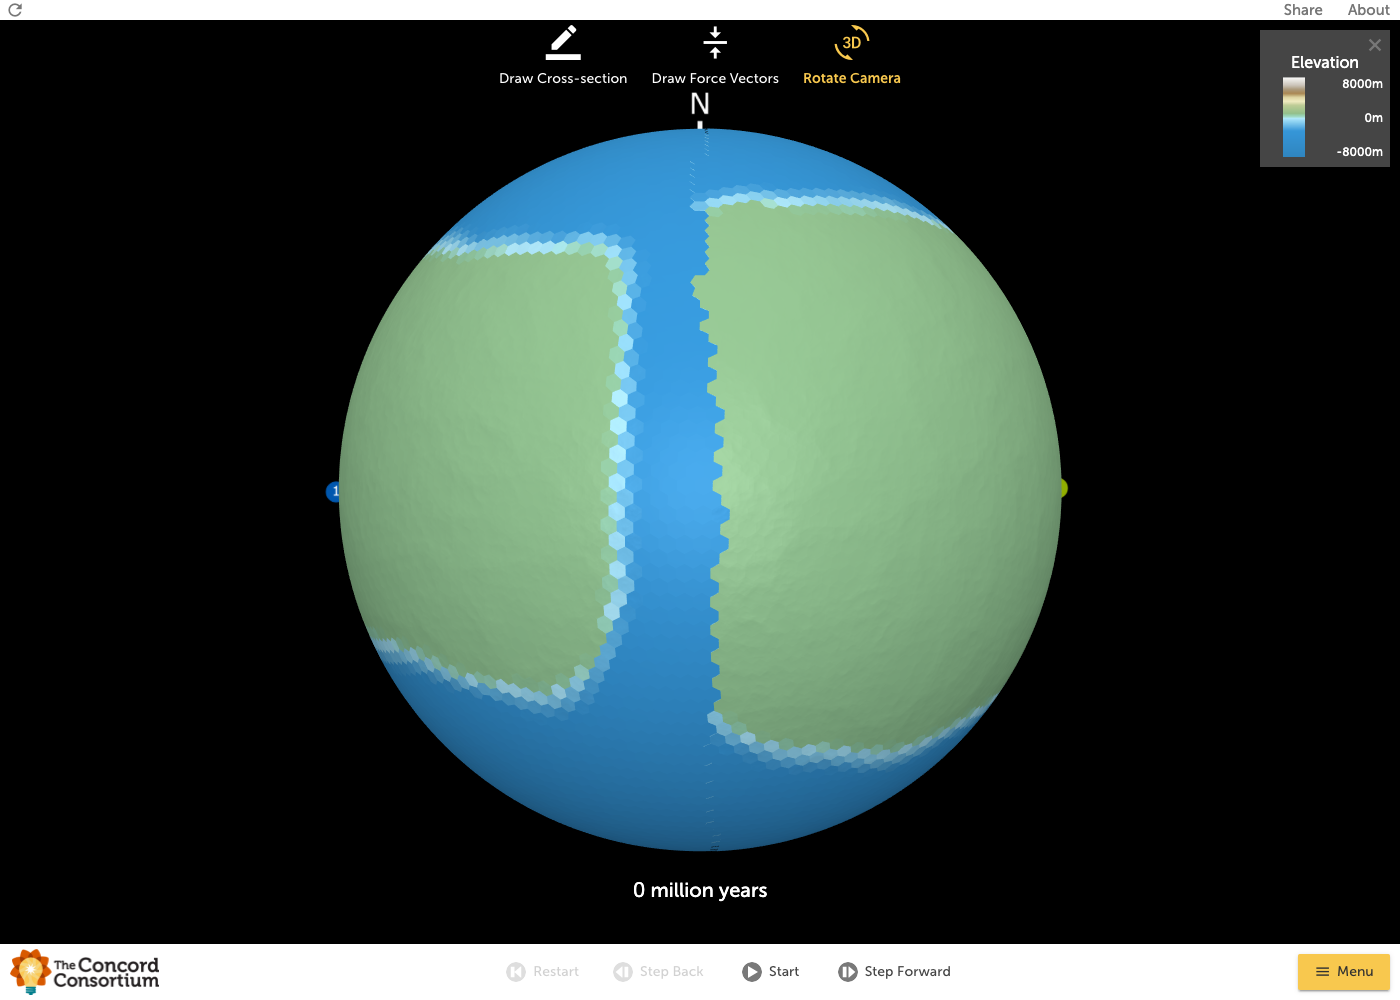 Share About
Draw Cross-section Draw Force Vectors 3D Rotate Camera
Elevation
8000m
0m
-8000m
N
1
0 million years
The Concord
Consortium
Restart Step Back Start Step Forward Menu